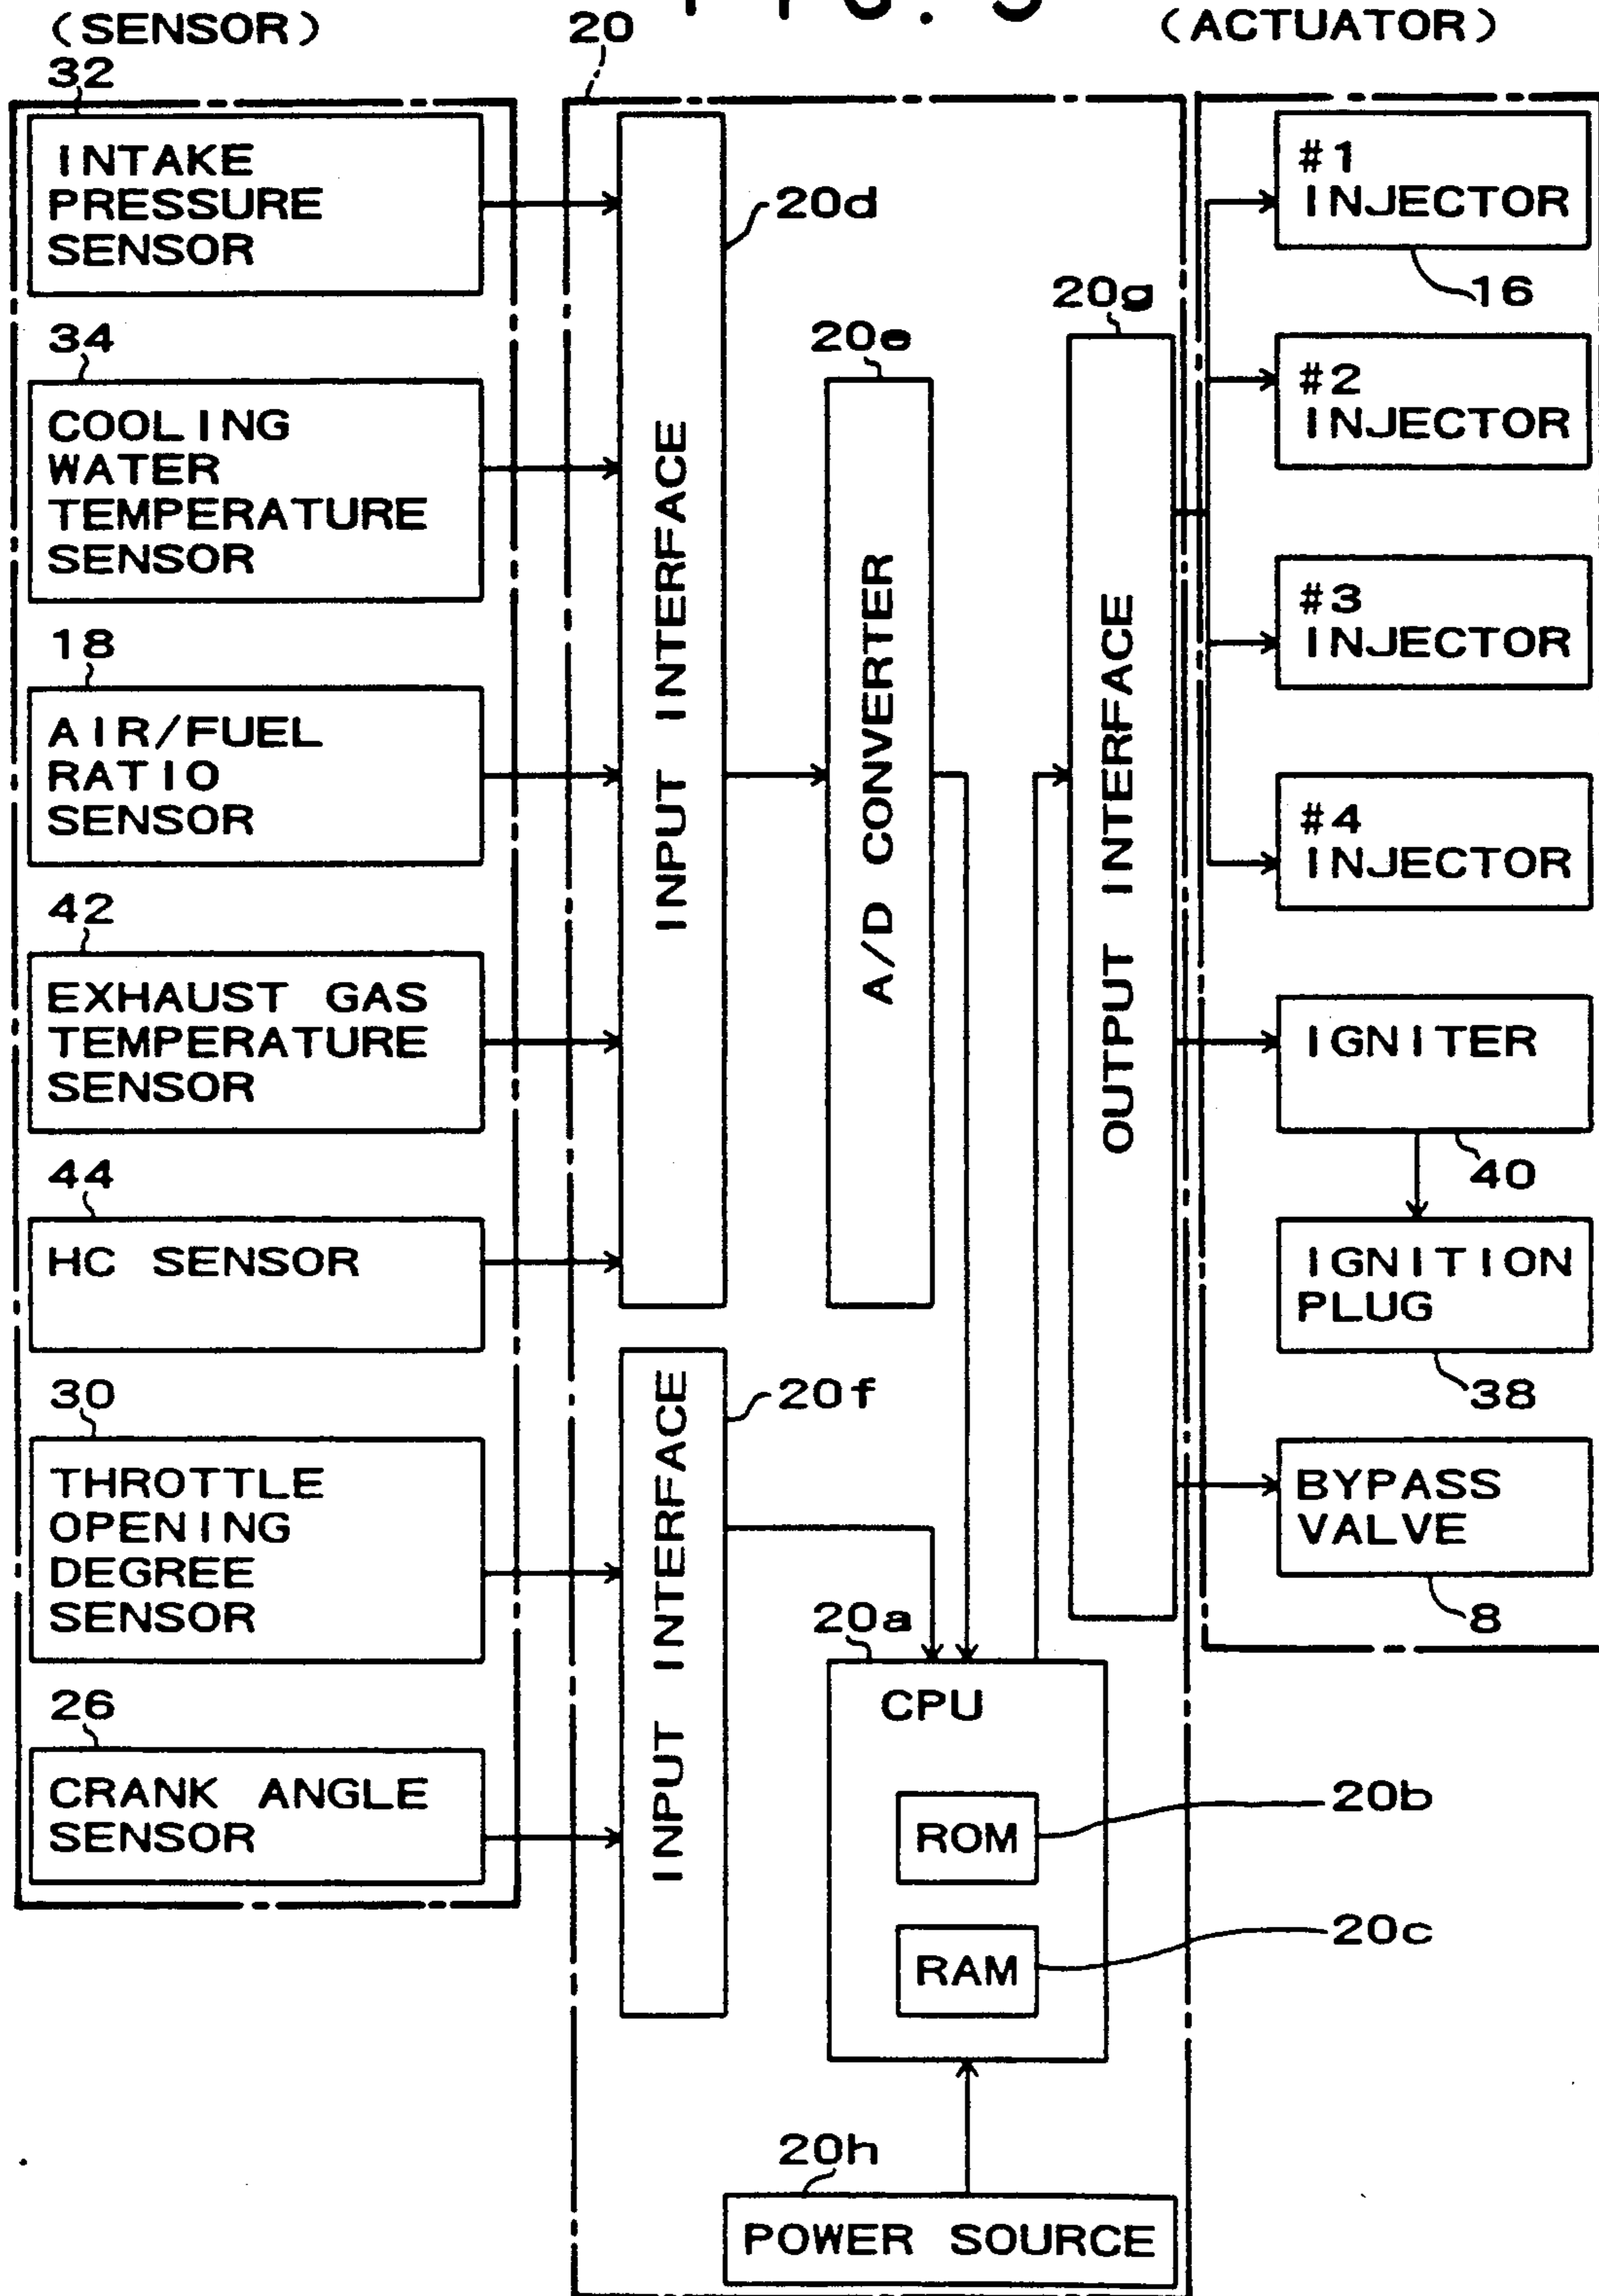 FIG.
(SENSOR)
20
(ACTUATOR)
32
INTAKE
PRESSURE
SENSOR
34
COOLING
WATER
TEMPERATURE
SENSOR
18
AIR/FUEL
RATIO
SENSOR
42
EXHAUST GAS
TEMPERATURE
SENSOR
44
HC SENSOR
30
THROTTLE
OPENING
DEGREE
SENSOR
26
CRANK ANGLE
SENSOR
INPUT INTERFACE
20d
INPUT INTERFACE
20f
20e
A/D CONVERTER
20g
OUTPUT INTERFACE
20a
CPU
ROM
20b
RAM
20c
20h
POWER SOURCE
#1
INJECTOR
16
#2
INJECTOR
#3
INJECTOR
#4
INJECTOR
IGNITER
40
IGNITION
PLUG
38
BYPASS
VALVE
8